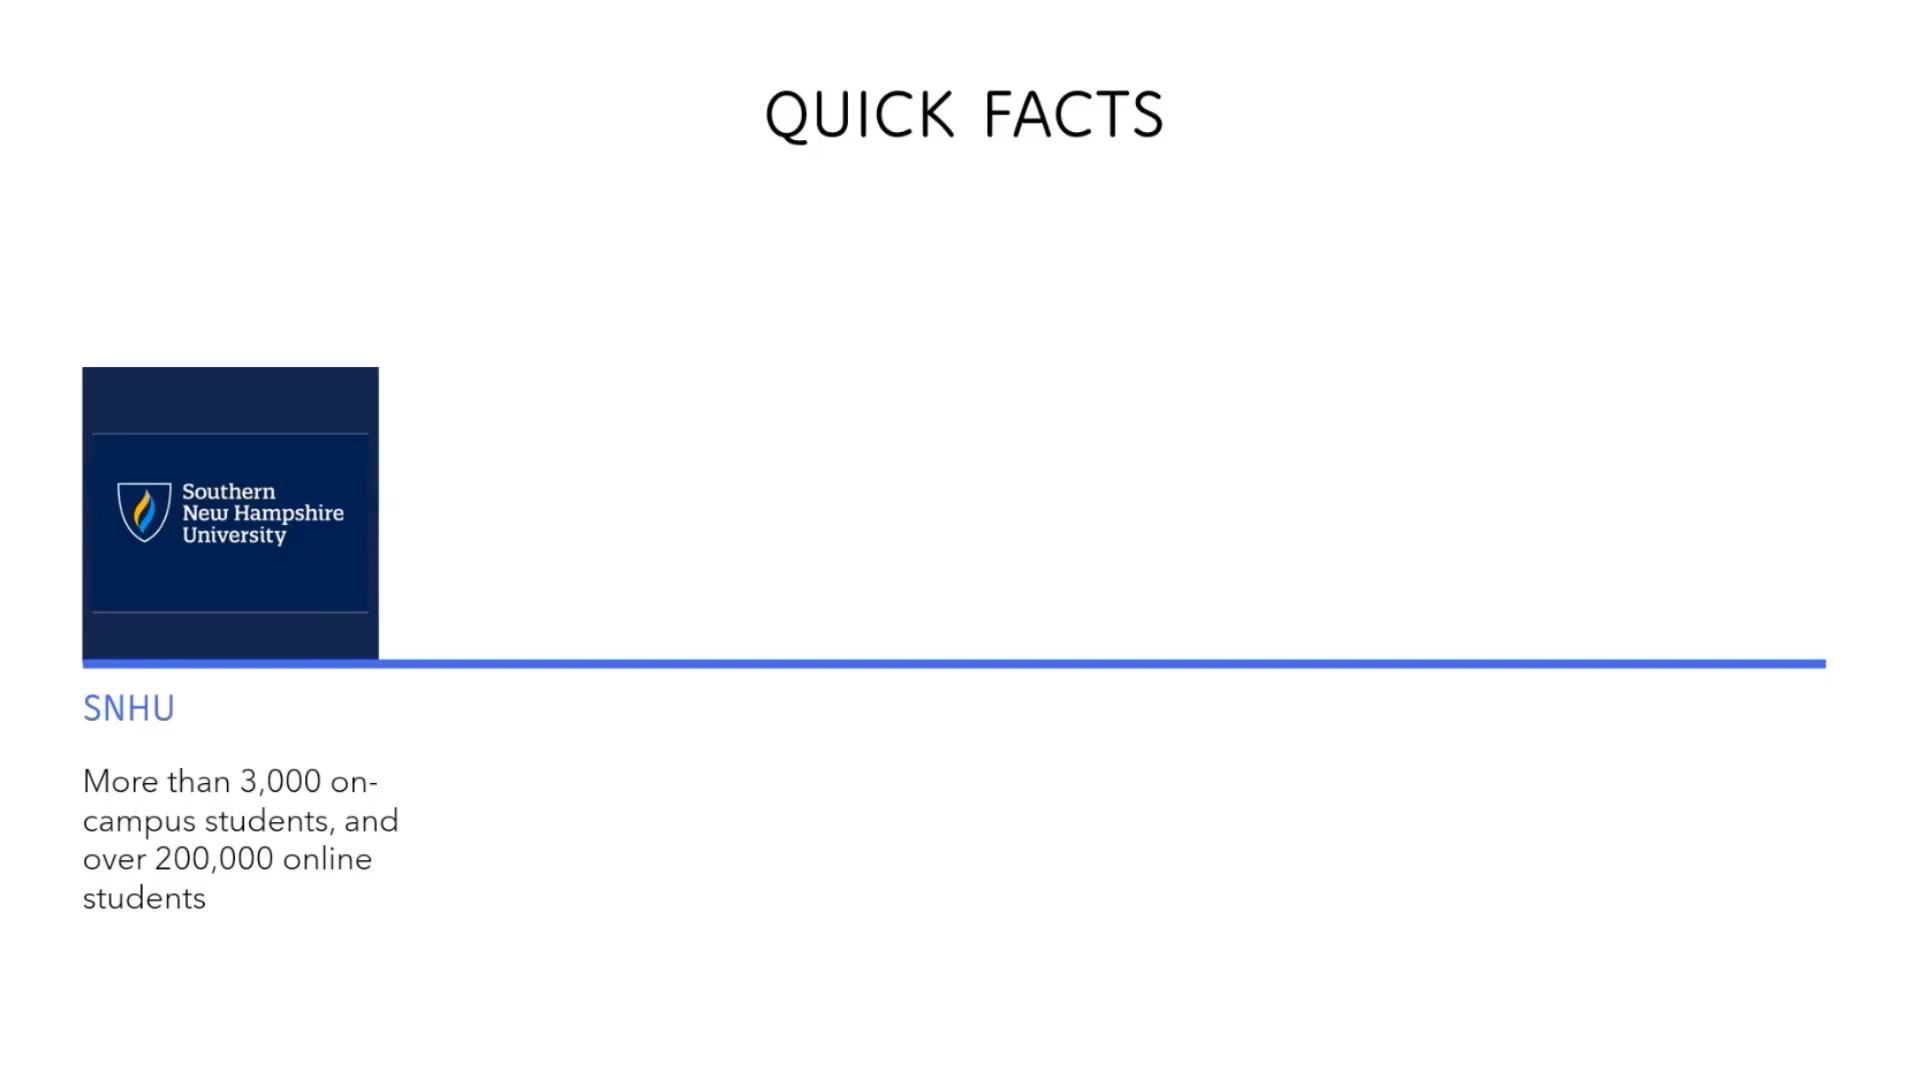 QUICK FACTS
Southern
New Hampshire
University
SNHU
More than 3,000 on-
campus students, and
over 200,000 online
students